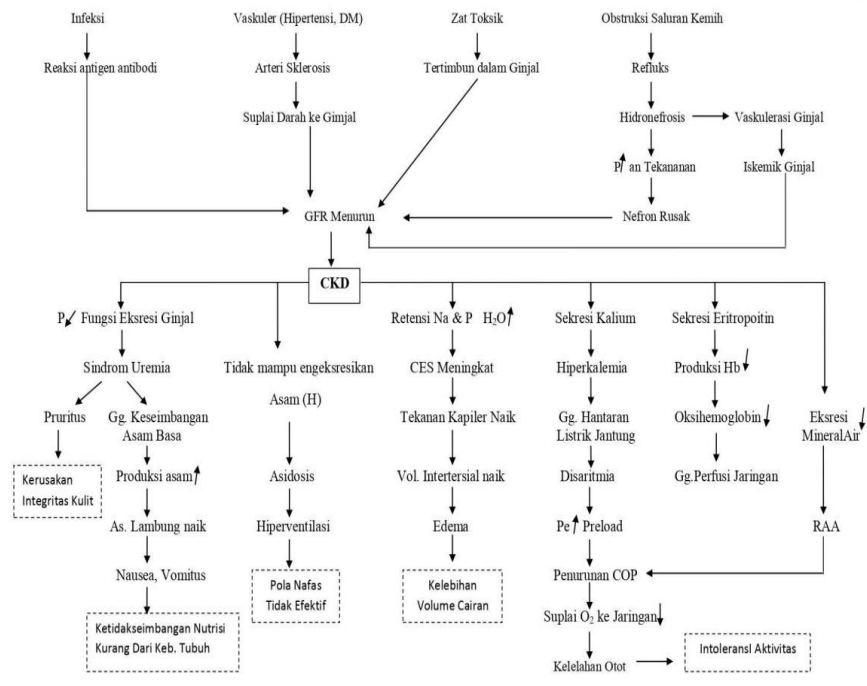 Infeksi
Vaskuler (Hipertensi, DM)
Zat Toksik
Obstruksi Saluran Kemih
Reaksi antigen antibodi
Arteri Sklerosis
Tertimbun dalam Ginjal
Refluks
Suplai Darah ke Gimjal
Hidronefrosis
Vaskulerasi Ginjal
P an Tekananan
Iskemik Ginjal
GFR Menurun
Nefron Rusak
CKD
P Fungsi Eksresi Ginjal
Retensi Na & P H₂O
Sekresi Kalium
Sekresi Eritropoitin
Sindrom Uremia
Tidak mampu engeksresikan
Asam (H)
CES Meningkat
Hiperkalemia
Produksi Hb
Pruritus
Gg. Keseimbangan
Asam Basa
Tekanan Kapiler Naik
Gg. Hantaran
Listrik Jantung
Oksihemoglobin
Eksresi
MineralAir
Kerusakan
Integritas Kulit
Produksi asam
Asidosis
Vol. Intertersial naik
Disaritmia
Gg.Perfusi Jaringan
As. Lambung naik
Hiperventilasi
Edema
Pe Preload
RAA
Nausea, Vomitus
Pola Nafas
Tidak Efektif
Kelebihan
Volume Cairan
Penurunan COP
Ketidakseimbangan Nutrisi
Kurang Dari Keb. Tubuh
Suplai O₂ ke Jaringan
Kelelahan Otot
IntoleransI Aktivitas